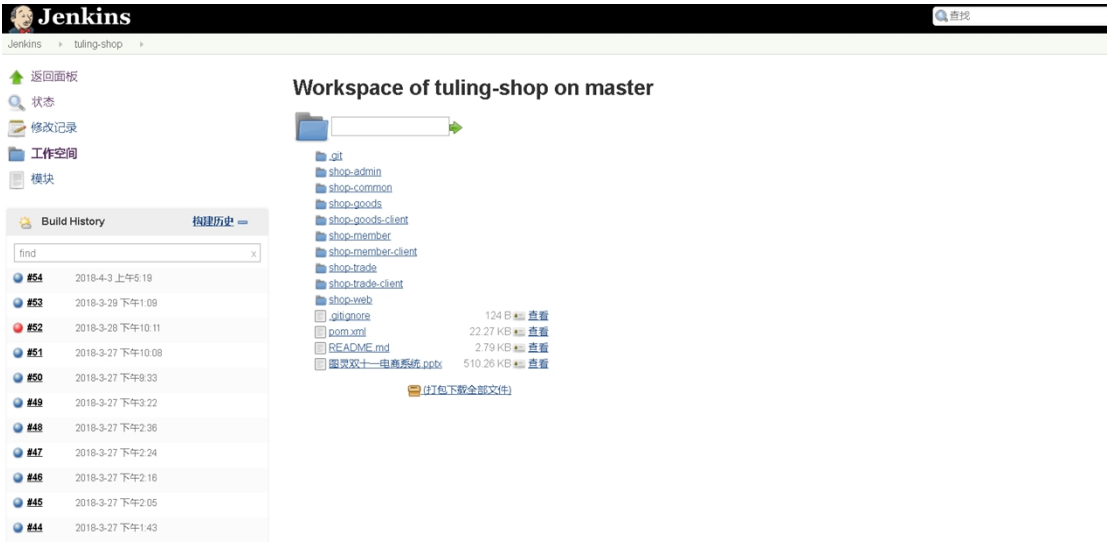 Jenkins
查找
Jenkins
tuling-shop
返回面板
状态
修改记录
工作空间
模块
Build History 构建历史
find x
#54 2018-4-3 上午5:19
#53 2018-3-29 下午1:09
#52 2018-3-28 下午10:11
#51 2018-3-27 下午10:08
#50 2018-3-27 下午9:33
#49 2018-3-27 下午3:22
#48 2018-3-27 下午2:36
#47 2018-3-27 下午2:24
#46 2018-3-27 下午2:16
#45 2018-3-27 下午2:05
#44 2018-3-27 下午1:43
Workspace of tuling-shop on master
.git
shop-admin
shop-common
shop-goods
shop-goods-client
shop-member
shop-member-client
shop-trade
shop-trade-client
shop-web
.gitignore 124 B 查看
pom.xml 22.27 KB 查看
README.md 2.79 KB 查看
图灵双十一电商系统.pptx 510.26 KB 查看
(打包下载全部文件)